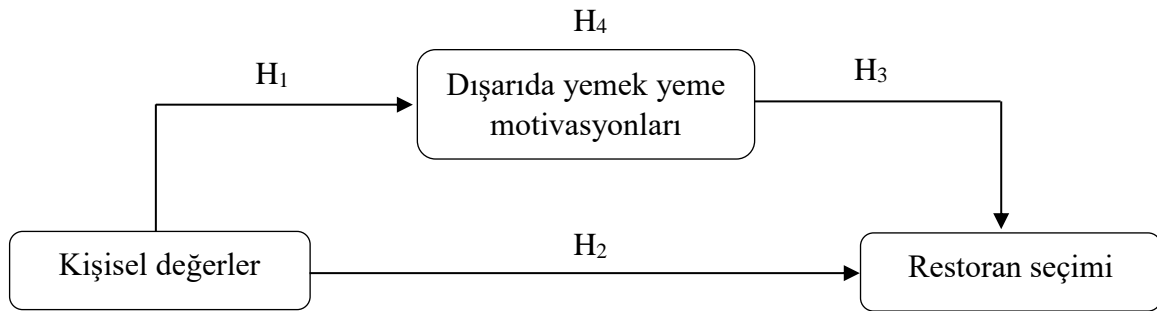 H4
H1
Dışarıda yemek yeme
motivasyonları
H3
Kişisel değerler
H2
Restoran seçimi